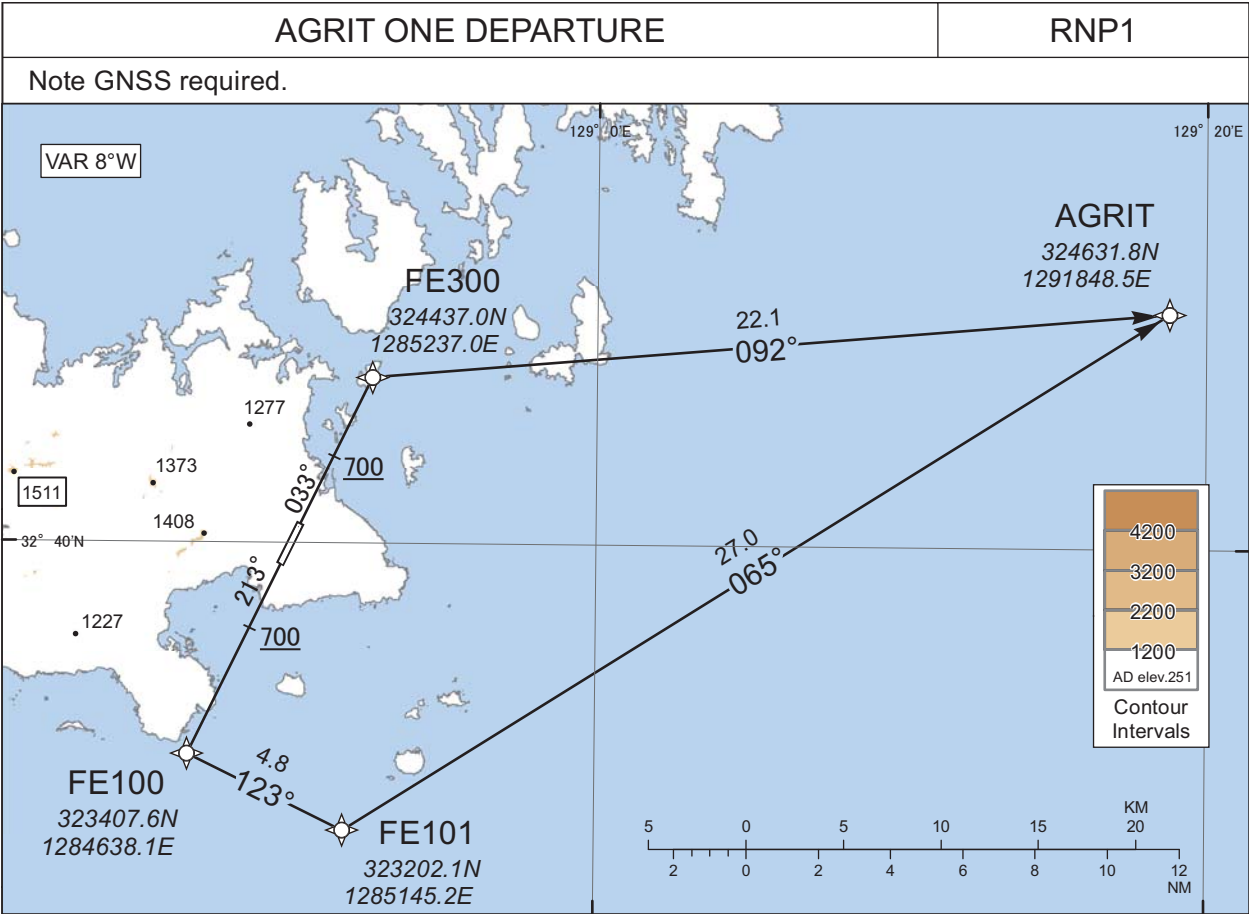 AGRIT ONE DEPARTURE
RNP1
Note GNSS required.
VAR 8°W
129° 0'E
129° 20'E
AGRIT
324631.8N
1291848.5E
FE300
324437.0N
1285237.0E
22.1
092°
1277
700
1373
033°
1511
1408
32° 40'N
213°
27.0
065°
1227
700
4200
3200
2200
1200
AD elev.251
Contour
Intervals
4.8
123°
FE100
323407.6N
1284638.1E
FE101
323202.1N
1285145.2E
KM
5 0 5 10 15 20
2 0 2 4 6 8 10 12
NM